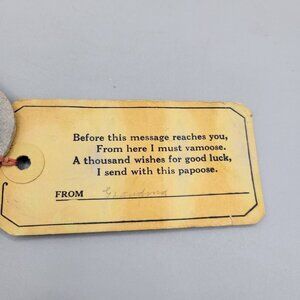 Before this message reaches you,
From here I must vamoose.
A thousand wishes for good luck,
I send with this papoose.
FROM Grandma